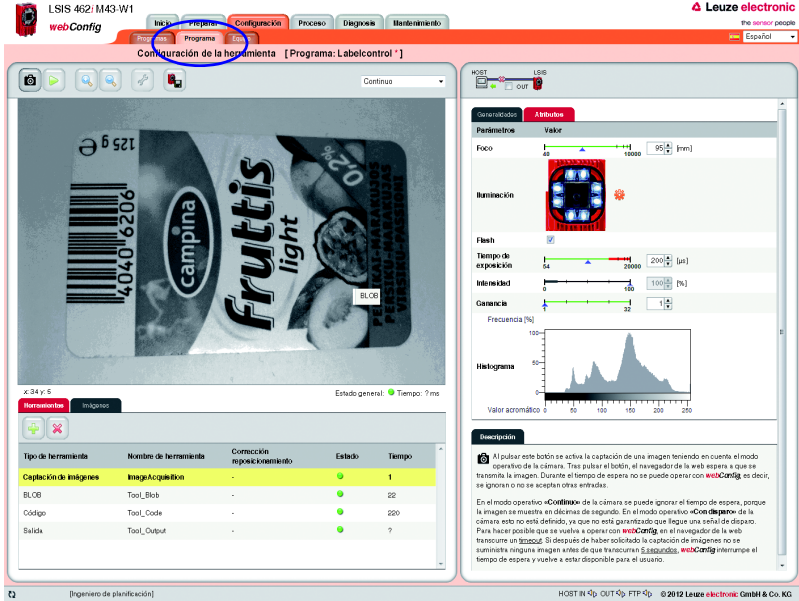 LSIS 462i M43-W1
webConfig
Leuze electronic
the sensor people
Inicio Preparar Configuración Proceso Diagnosis Mantenimiento
Programas Programa Equipo
Español
Configuración de la herramienta [Programa: Labelcontrol * ]
Continuo
HOST LSIS
OUT
125 g e
4040 6206
campina
Fruttis
light
0,2%
BLOB
x: 34 y: 5
Estado general: Tiempo: ? ms
Herramientas Imágenes
Tipo de herramienta Nombre de herramienta Corrección reposicionamiento Estado Tiempo
Captación de imágenes ImageAcquisition - 1
BLOB Tool_Blob - 22
Código Tool_Code - 220
Salida Tool_Output - ?
Generalidades Atributos
Parámetros Valor
Foco 40 10000 95 [mm]
Iluminación
Flash
Tiempo de exposición 54 20000 200 [µs]
Intensidad 0 100 100 [%]
Ganancia 1 32 1
Frecuencia [%]
100
50
Histograma
0
Valor acromático 0 50 100 150 200 250
Descripción
Al pulsar este botón se activa la captación de una imagen teniendo en cuenta el modo
operativo de la cámara. Tras pulsar el botón, el navegador de la web espera a que se
transmita la imagen. Durante el tiempo de espera no se puede operar con webConfig, es decir,
se ignoran o no se aceptan otras entradas.
En el modo operativo «Continuo» de la cámara se puede ignorar el tiempo de espera, porque
la imagen se muestra en décimas de segundo. En el modo operativo «Con disparo» de la
cámara esto no está definido, ya que no está garantizado que llegue una señal de disparo.
Para hacer posible que se vuelva a operar con webConfig, en el navegador de la web
transcurre un timeout. Si después de haber solicitado la captación de imágenes no se
suministra ninguna imagen antes de que transcurran 5 segundos, webConfig interrumpe el
tiempo de espera y vuelve a estar disponible para el usuario.
[Ingeniero de planificación]
HOST IN OUT FTP © 2012 Leuze electronic GmbH & Co. KG